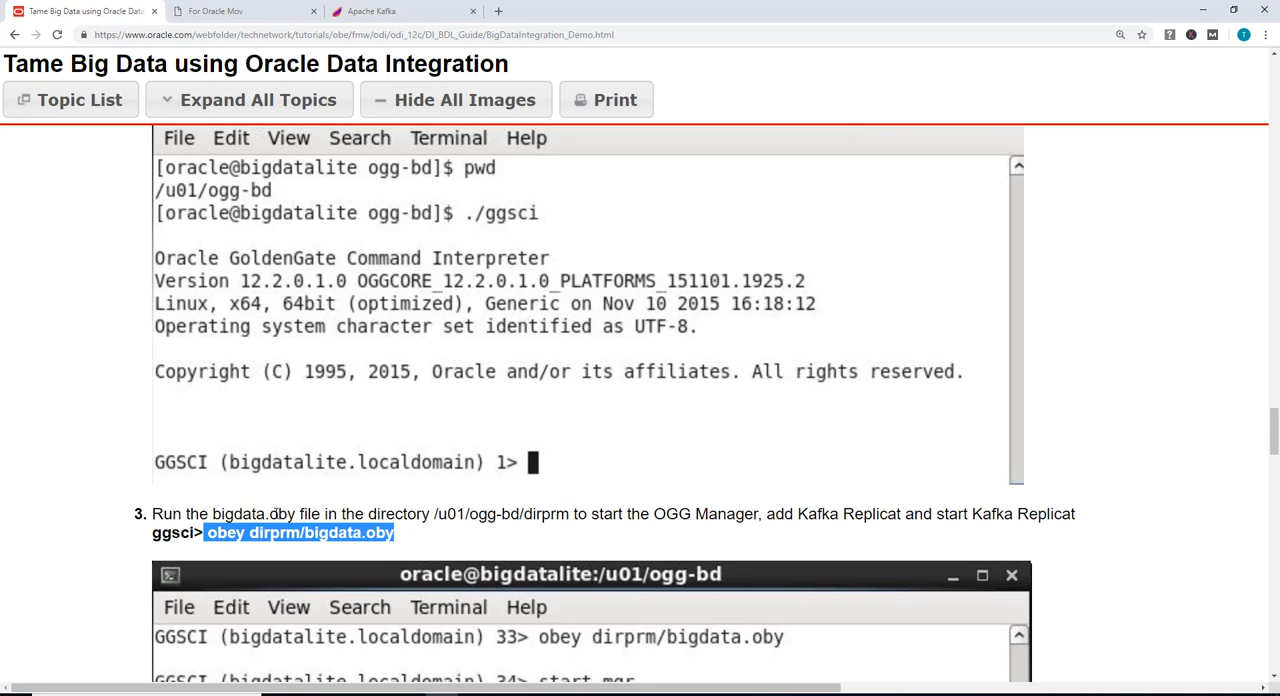 Tame Big Data using Oracle Data
For Oracle Mov
Apache Kafka
https://www.oracle.com/webfolder/technetwork/tutorials/obe/fmw/odi/odi_12c/DI_BDL_Guide/BigDataIntegration_Demo.html
Tame Big Data using Oracle Data Integration
Topic List Expand All Topics Hide All Images Print
File Edit View Search Terminal Help
[oracle@bigdatalite ogg-bd]$ pwd
/u01/ogg-bd
[oracle@bigdatalite ogg-bd]$ ./ggsci
Oracle GoldenGate Command Interpreter
Version 12.2.0.1.0 OGGCORE_12.2.0.1.0_PLATFORMS_151101.1925.2
Linux, x64, 64bit (optimized), Generic on Nov 10 2015 16:18:12
Operating system character set identified as UTF-8.
Copyright (C) 1995, 2015, Oracle and/or its affiliates. All rights reserved.
GGSCI (bigdatalite.localdomain) 1>
3. Run the bigdata.oby file in the directory /u01/ogg-bd/dirprm to start the OGG Manager, add Kafka Replicat and start Kafka Replicat
ggsci> obey dirprm/bigdata.oby
oracle@bigdatalite:/u01/ogg-bd
File Edit View Search Terminal Help
GGSCI (bigdatalite.localdomain) 33> obey dirprm/bigdata.oby
GGSCI (bigdatalite.localdomain) 34> start mgr